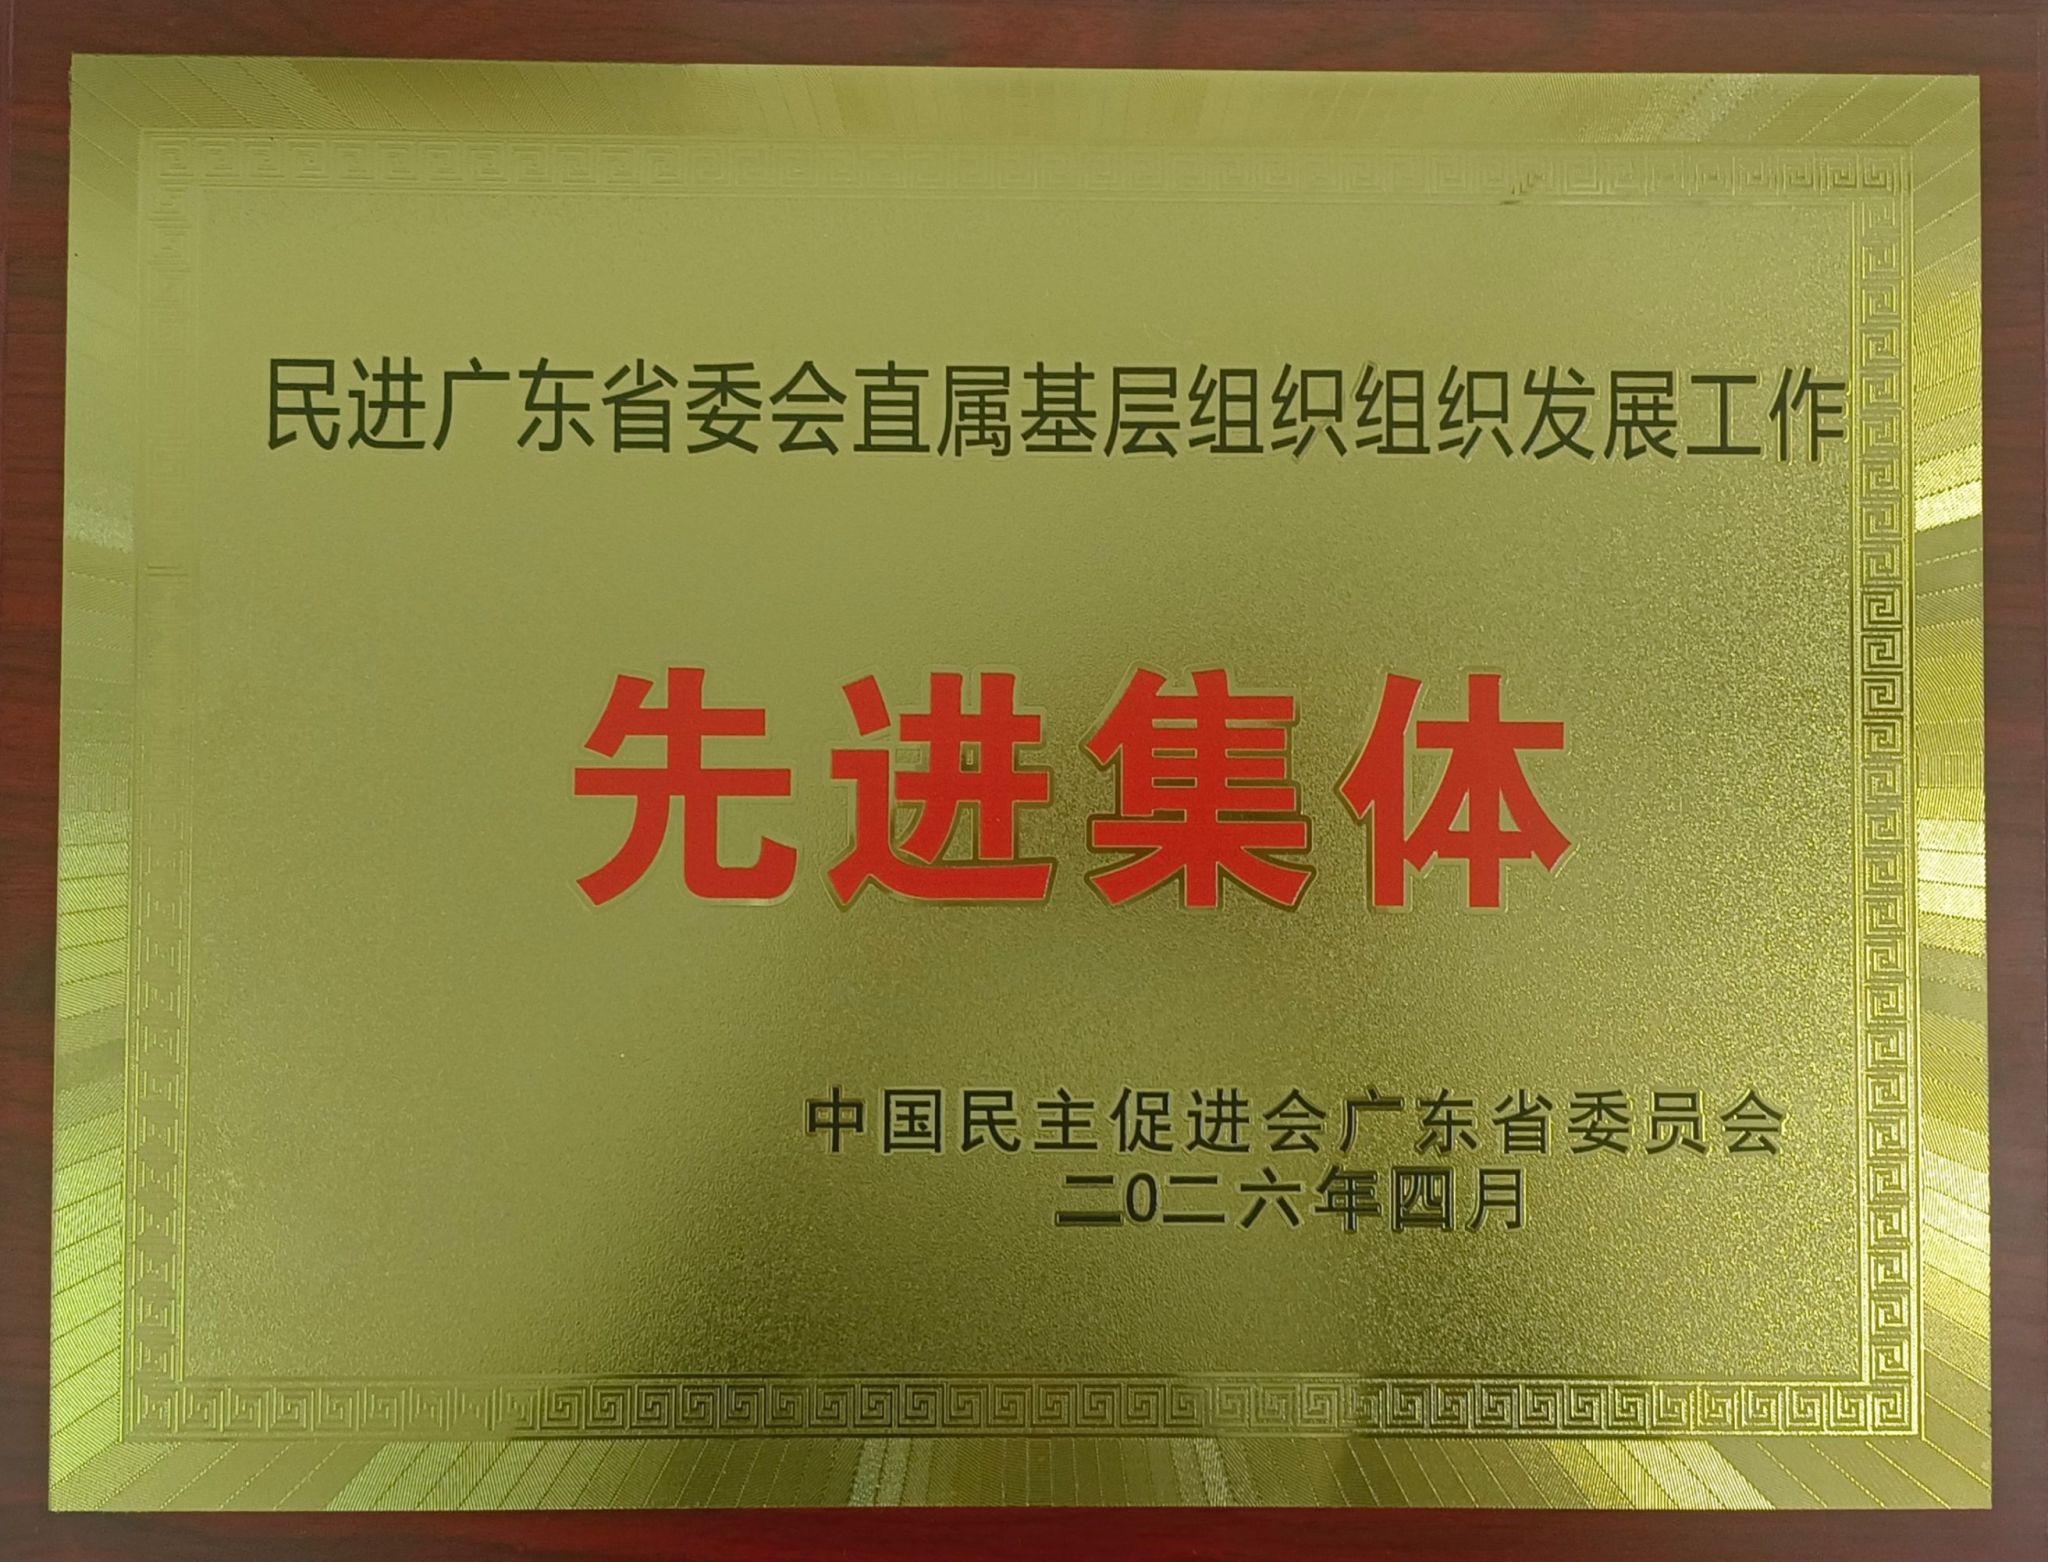 民进广东省委会直属基层组织组织发展工作
先进集体
中国民主促进会广东省委员会
二0二六年四月